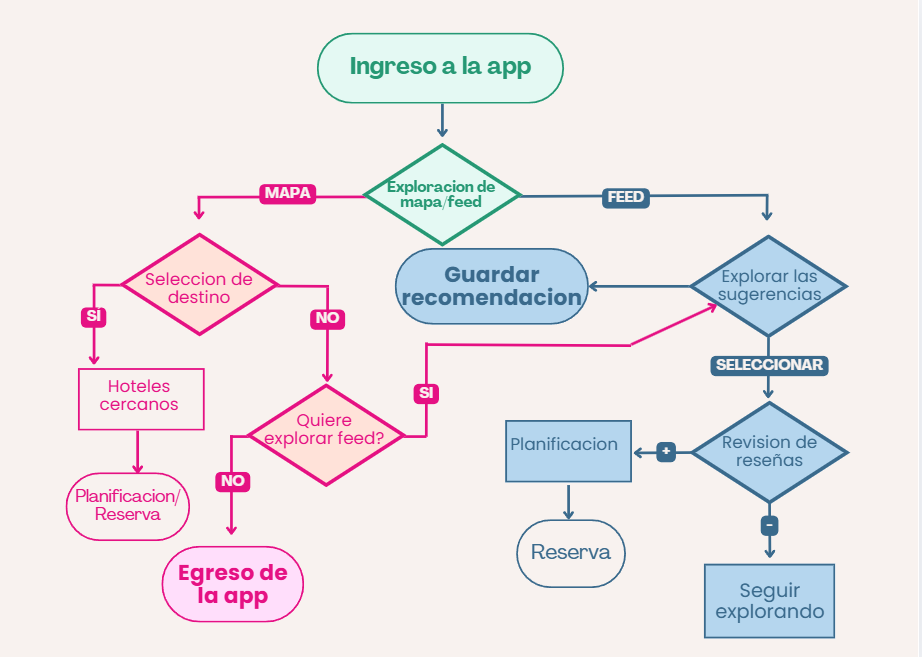 Ingreso a la app
Exploracion de
mapa/feed
MAPA
FEED
Seleccion de
destino
Guardar
recomendacion
Explorar las
sugerencias
SI
NO
Hoteles
cercanos
SI
SELECCIONAR
Quiere
explorar feed?
Planificacion
+
Revision de
reseñas
NO
Planificacion/
Reserva
-
Reserva
Egreso de
la app
Seguir
explorando